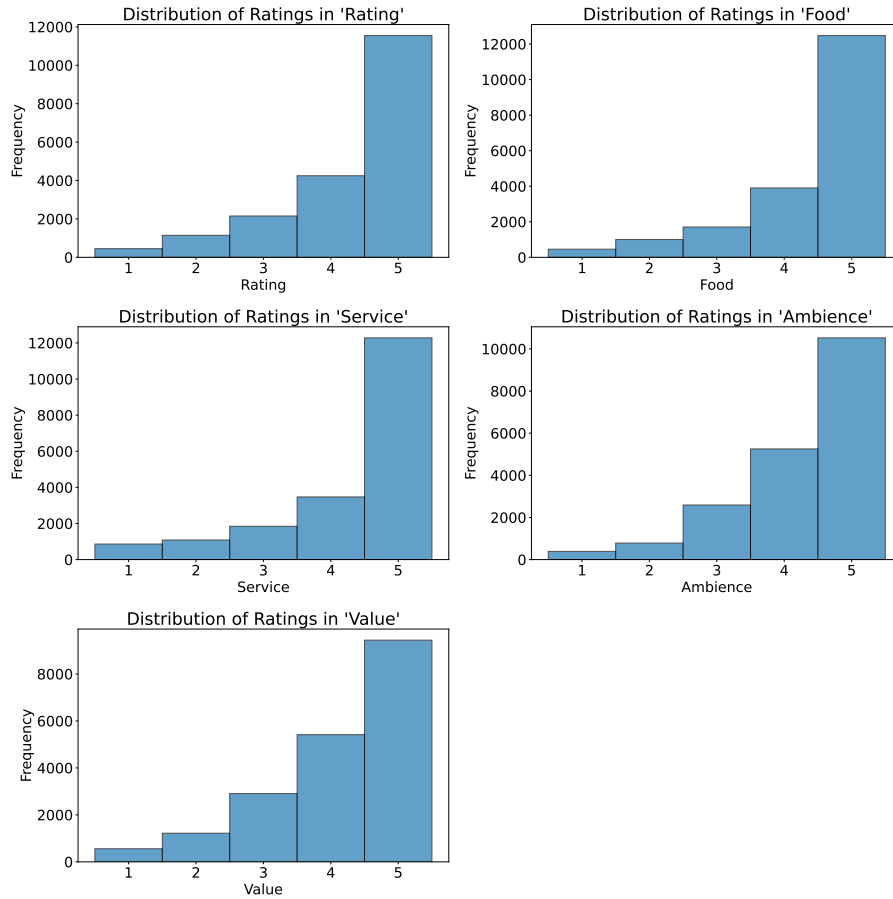 Distribution of Ratings in 'Rating'
12000
10000
8000
6000
4000
2000
0
Frequency
1 2 3 4 5
Rating
Distribution of Ratings in 'Food'
12000
10000
8000
6000
4000
2000
0
Frequency
1 2 3 4 5
Food
Distribution of Ratings in 'Service'
12000
10000
8000
6000
4000
2000
0
Frequency
1 2 3 4 5
Service
Distribution of Ratings in 'Ambience'
10000
8000
6000
4000
2000
0
Frequency
1 2 3 4 5
Ambience
Distribution of Ratings in 'Value'
8000
6000
4000
2000
0
Frequency
1 2 3 4 5
Value